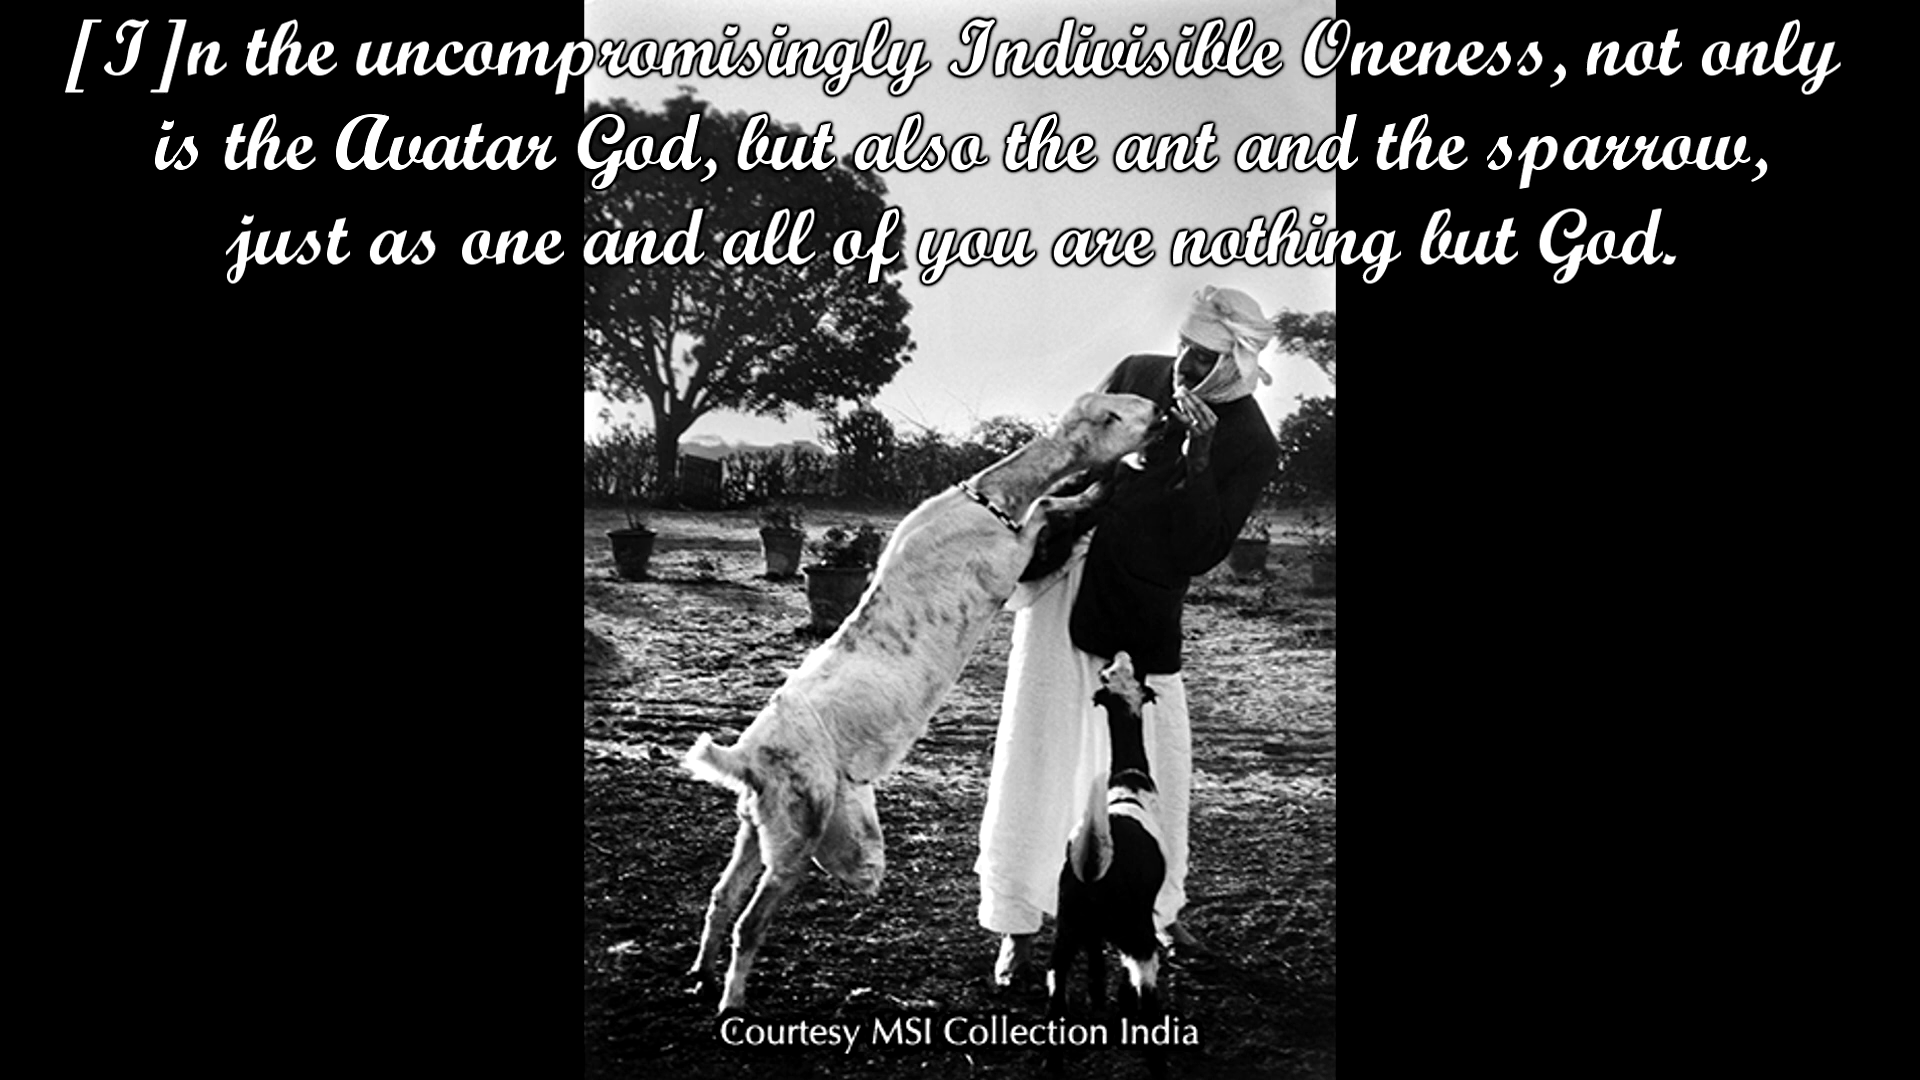 [I]n the uncompromisingly Indivisible Oneness, not only
is the Avatar God, but also the ant and the sparrow,
just as one and all of you are nothing but God.
Courtesy MSI Collection India